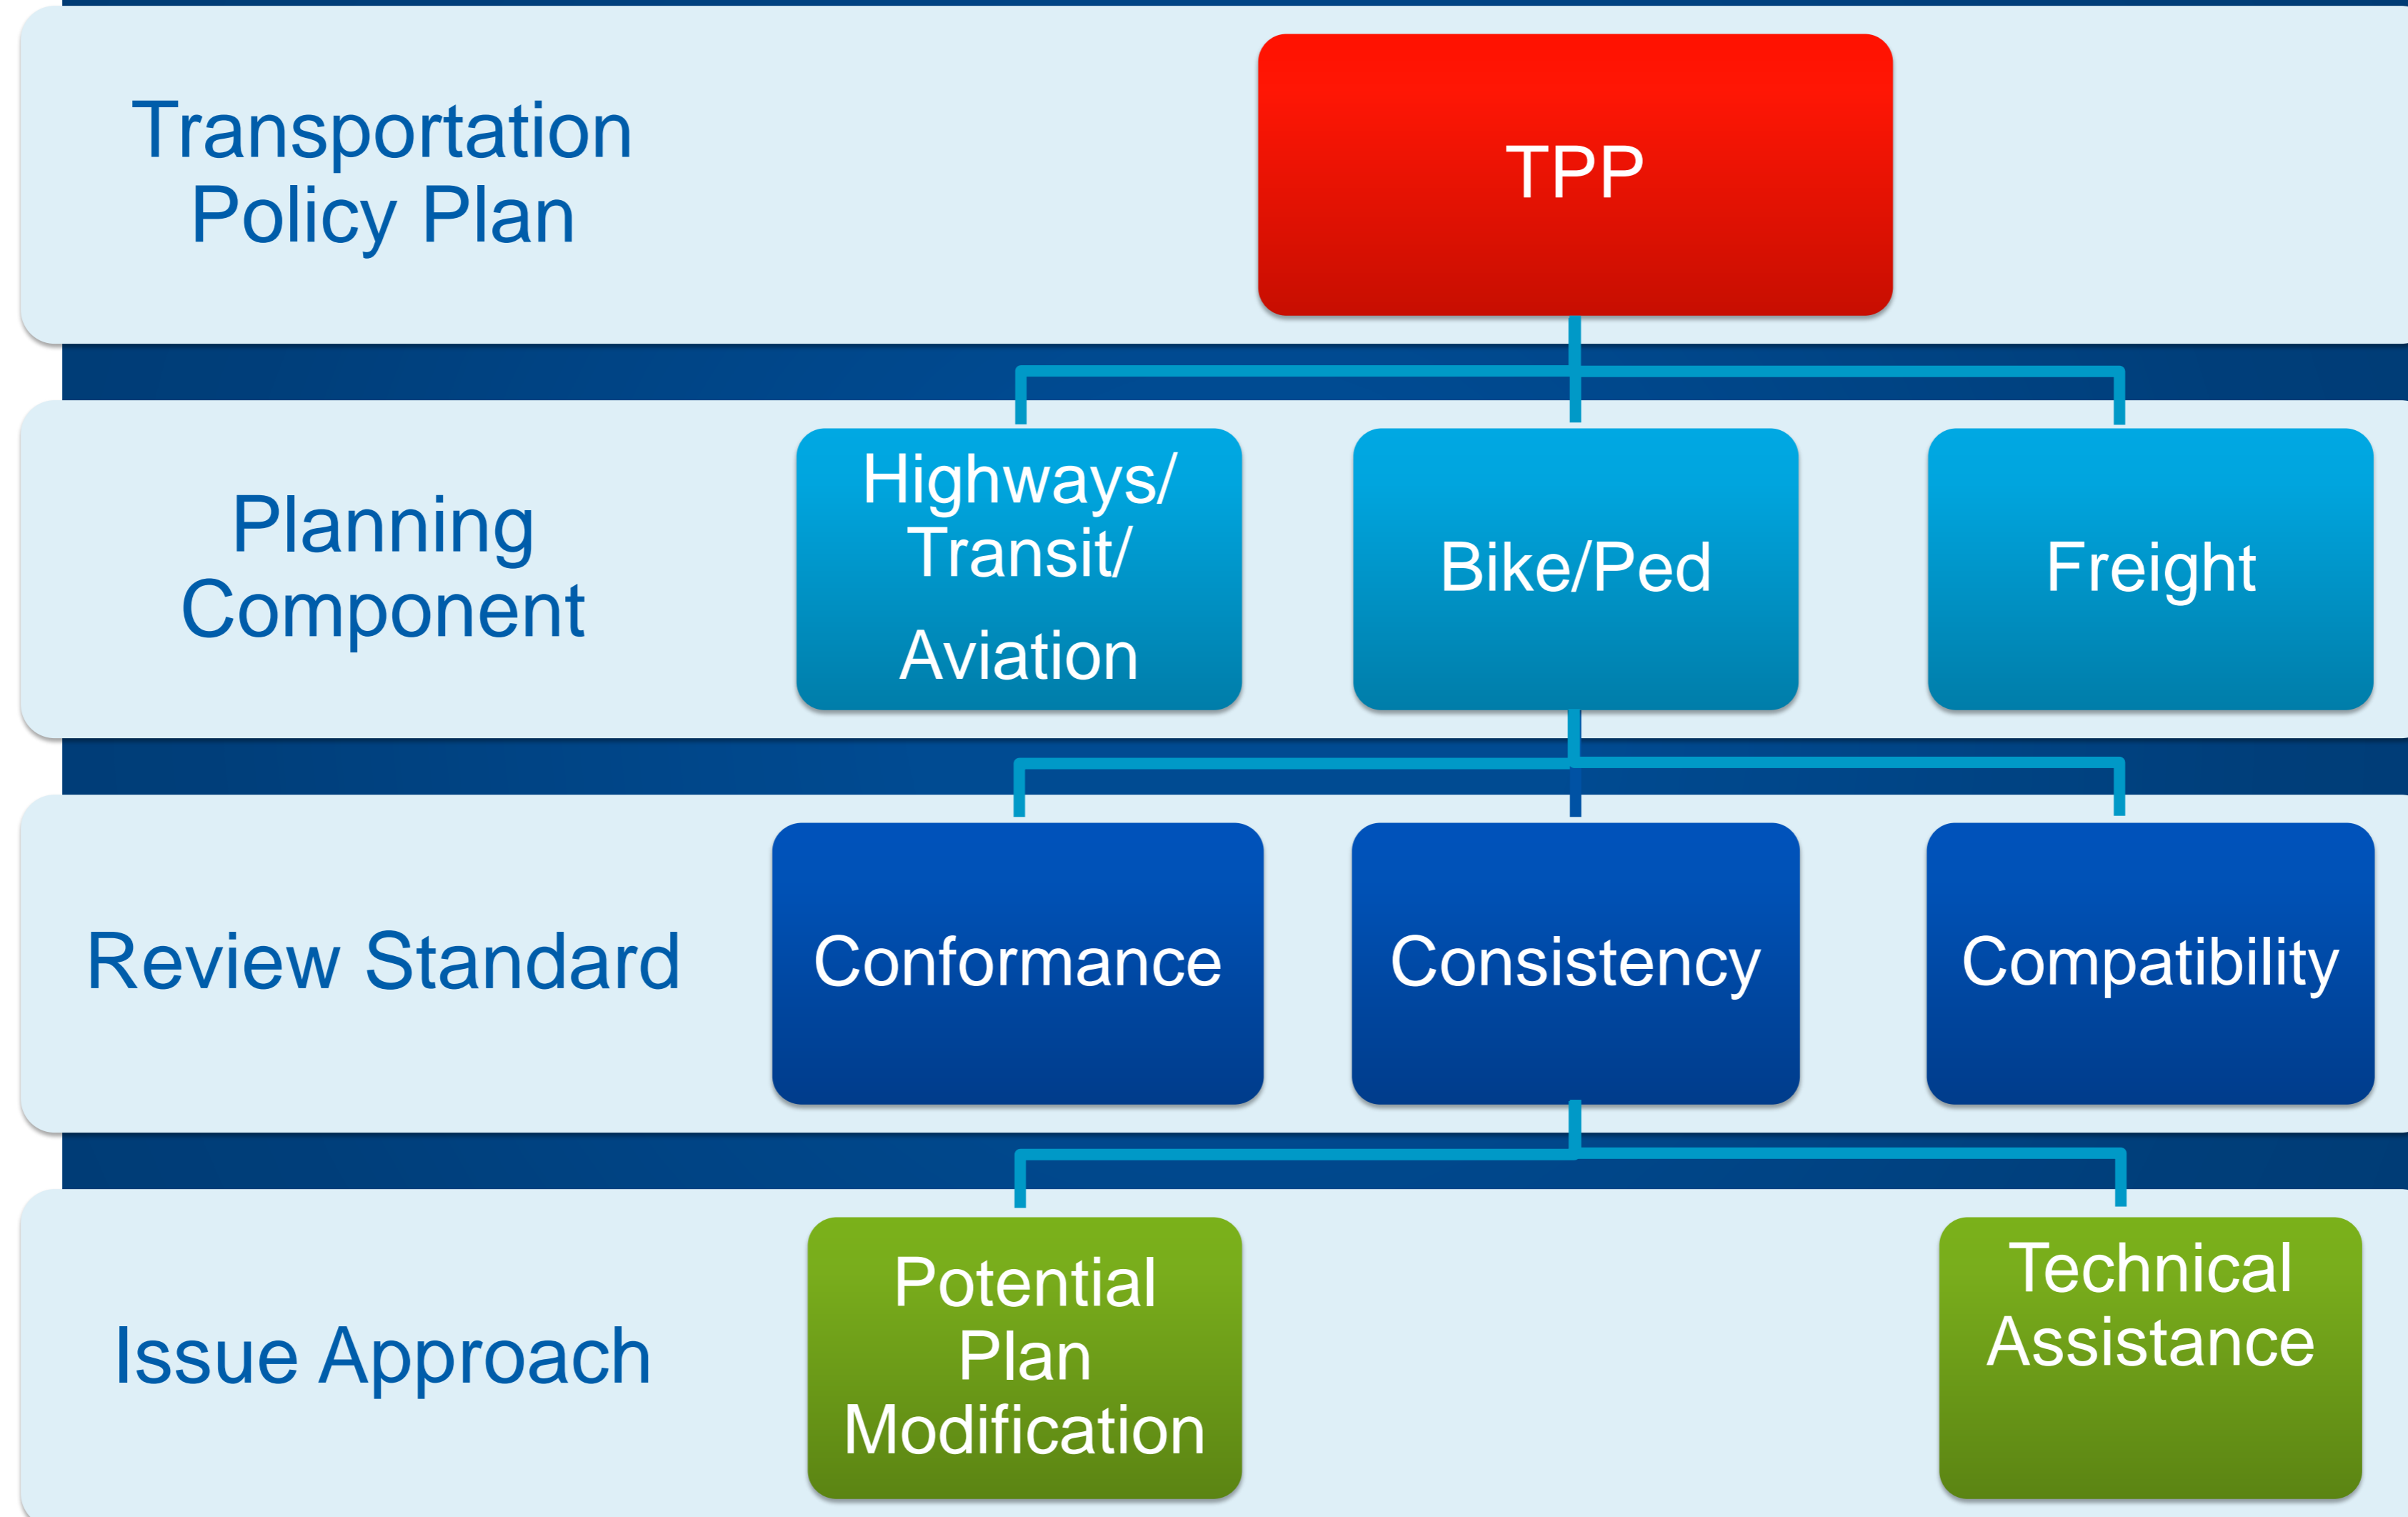 Transportation
Policy Plan
TPP
Planning
Component
Highways/
Transit/
Aviation
Bike/Ped
Freight
Review Standard
Conformance
Consistency
Compatibility
Issue Approach
Potential
Plan
Modification
Technical
Assistance